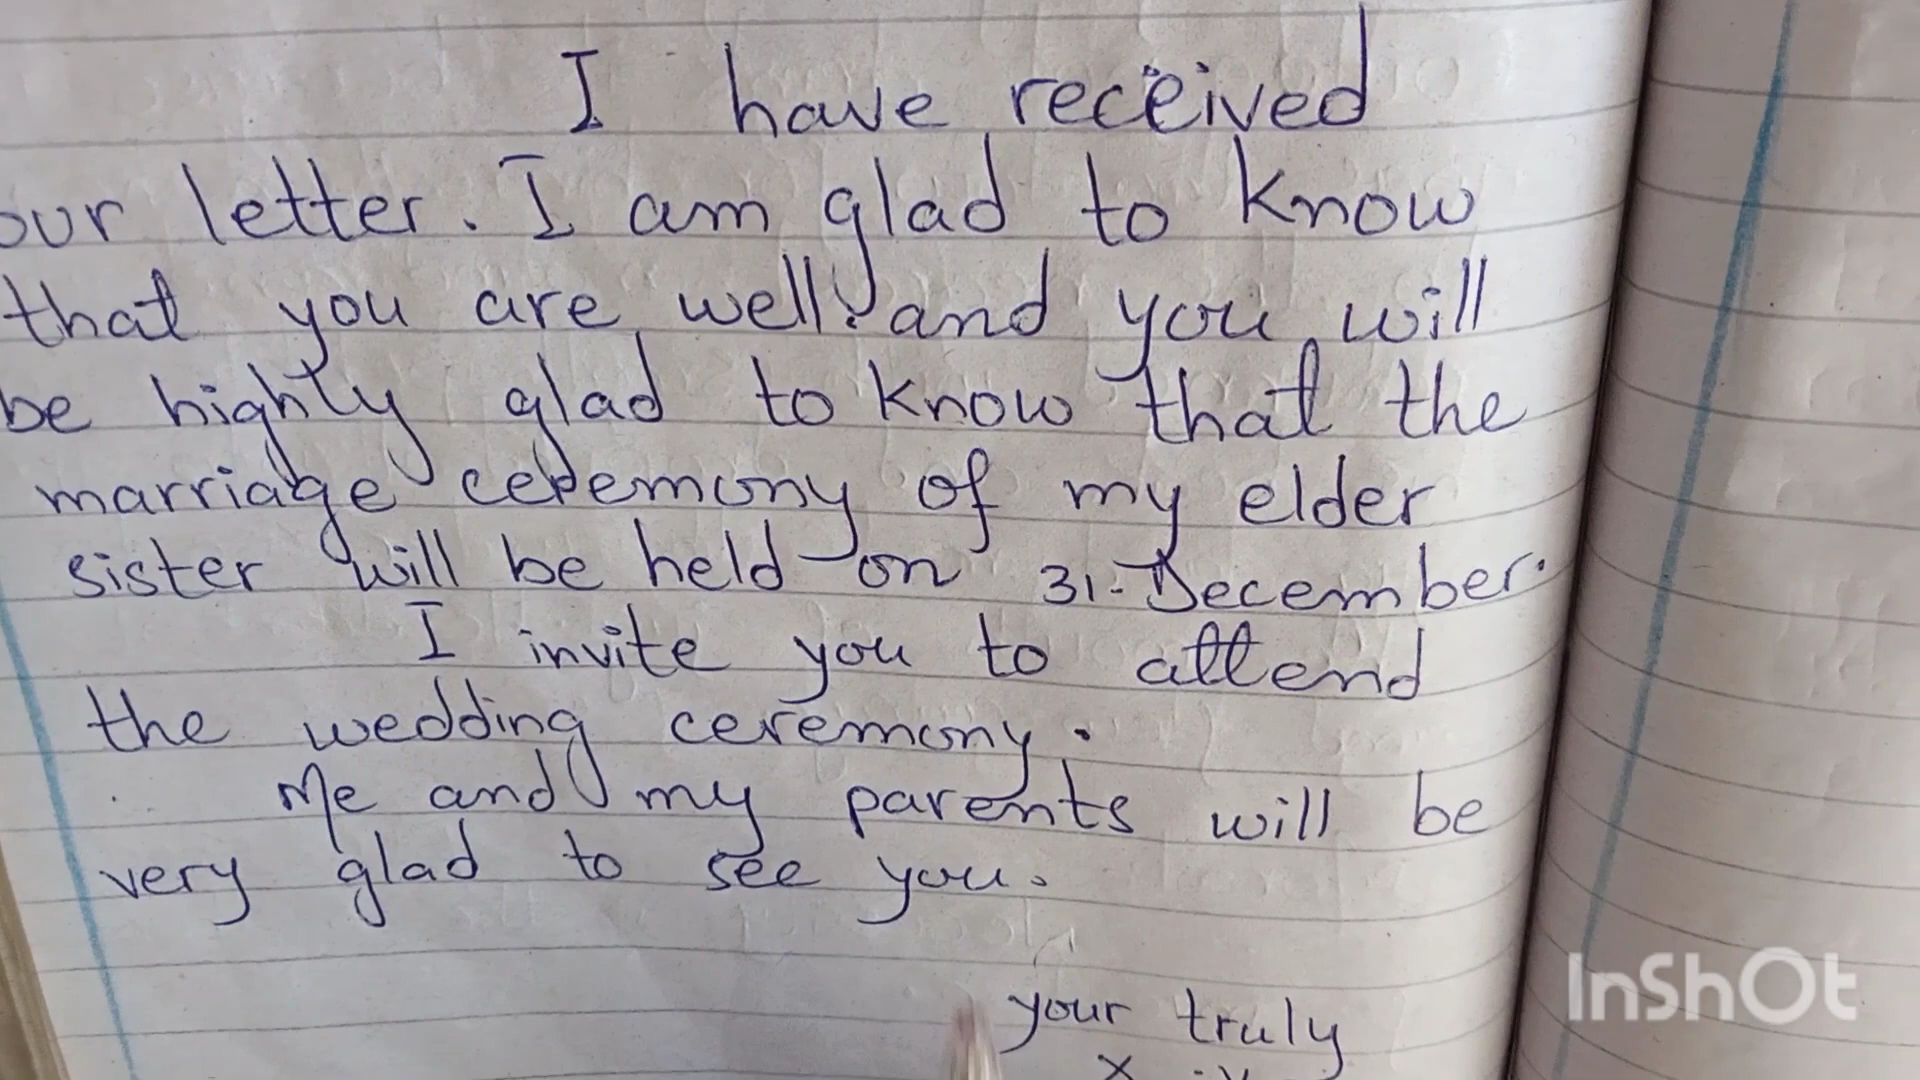 I have received
our letter. I am glad to know
that you are well. and you will
be highly glad to know that the
marriage ceremony of my elder
sister will be held on 31-December.
I invite you to attend
the wedding ceremony.
Me and my parents will be
very glad to see you.
your truly
InShOt